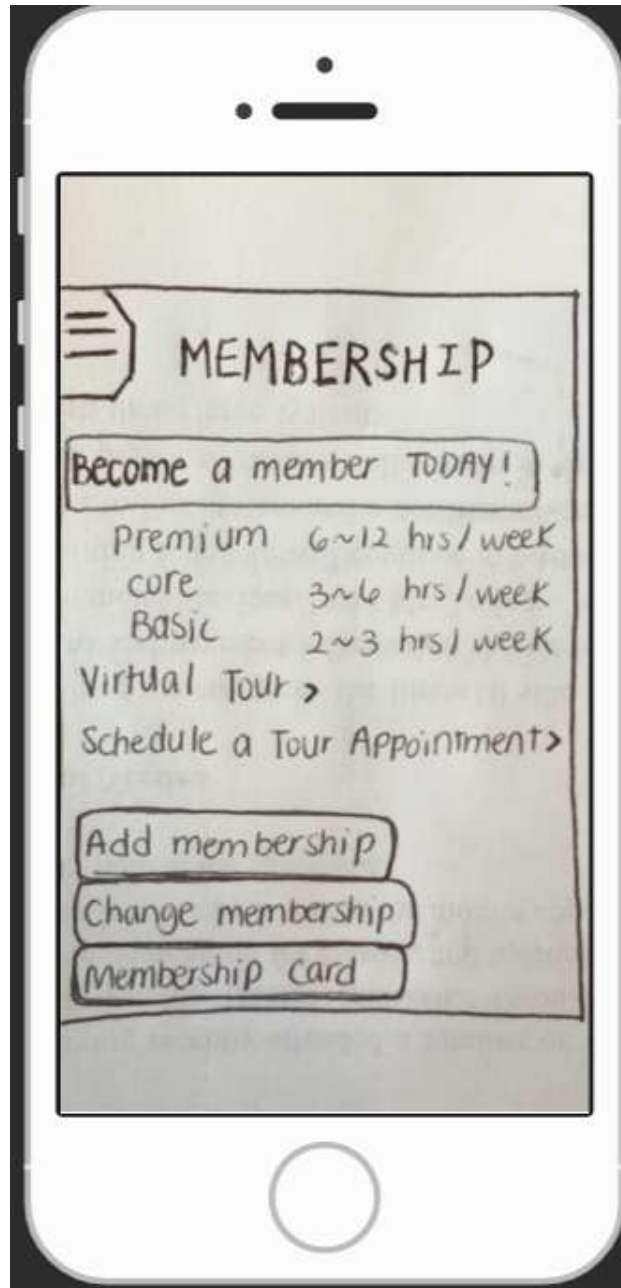 MEMBERSHIP
Become a member TODAY!
Premium 6~12 hrs/week
core 3~6 hrs/week
Basic 2~3 hrs/week
Virtual Tour >
Schedule a Tour Appointment>
Add membership
Change membership
Membership Card